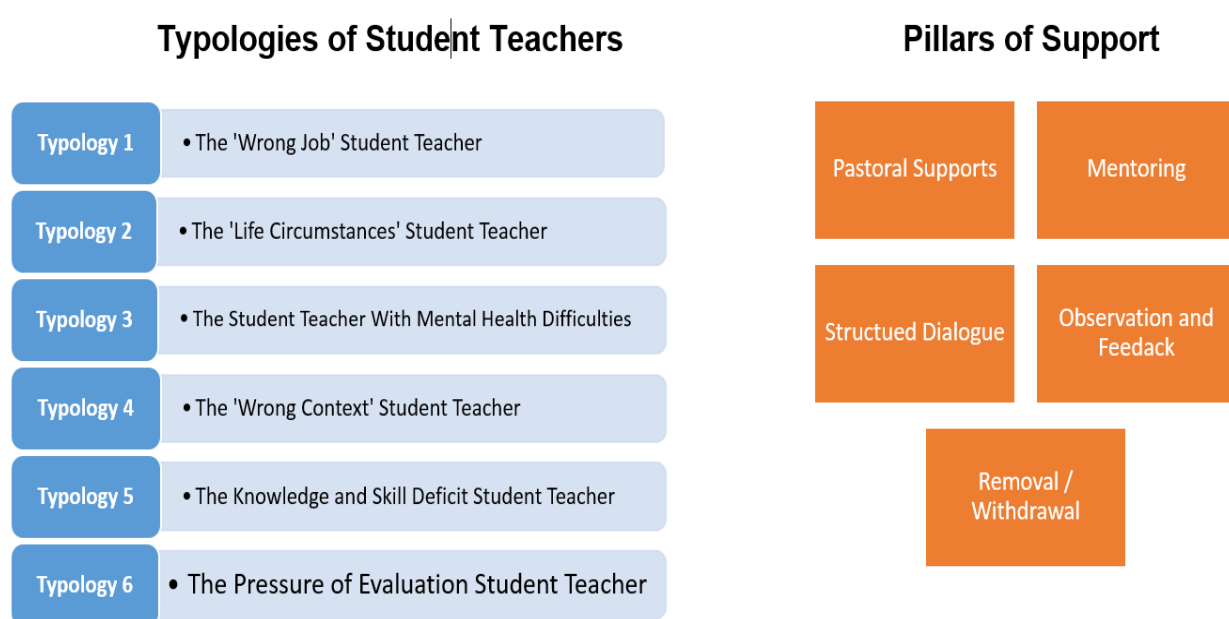 Typologies of Student Teachers
Typology 1
• The 'Wrong Job' Student Teacher
Typology 2
• The 'Life Circumstances' Student Teacher
Typology 3
• The Student Teacher With Mental Health Difficulties
Typology 4
• The 'Wrong Context' Student Teacher
Typology 5
• The Knowledge and Skill Deficit Student Teacher
Typology 6
• The Pressure of Evaluation Student Teacher
Pillars of Support
Pastoral Supports
Mentoring
Structued Dialogue
Observation and
Feedack
Removal /
Withdrawal